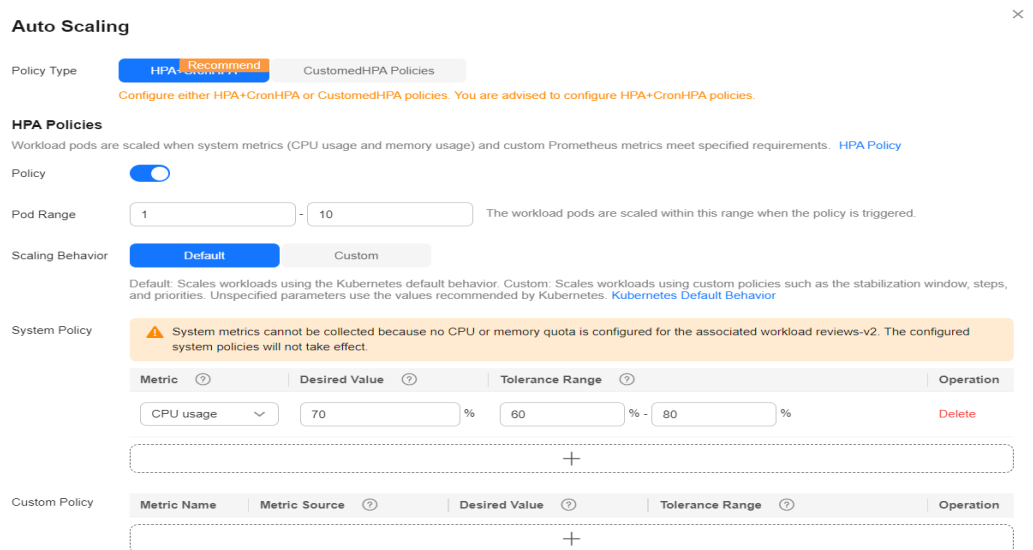 Auto Scaling
Policy Type
HPA+CronHPA
Recommend
CustomedHPA Policies
Configure either HPA+CronHPA or CustomedHPA policies. You are advised to configure HPA+CronHPA policies.
HPA Policies
Workload pods are scaled when system metrics (CPU usage and memory usage) and custom Prometheus metrics meet specified requirements. HPA Policy
Policy
Pod Range 1 - 10 The workload pods are scaled within this range when the policy is triggered.
Scaling Behavior Default Custom
Default: Scales workloads using the Kubernetes default behavior. Custom: Scales workloads using custom policies such as the stabilization window, steps,
and priorities. Unspecified parameters use the values recommended by Kubernetes. Kubernetes Default Behavior
System Policy System metrics cannot be collected because no CPU or memory quota is configured for the associated workload reviews-v2. The configured
system policies will not take effect.
Metric ? Desired Value ? Tolerance Range ? Operation
CPU usage 70 % 60 % - 80 % Delete
+
Custom Policy Metric Name Metric Source ? Desired Value ? Tolerance Range ? Operation
+